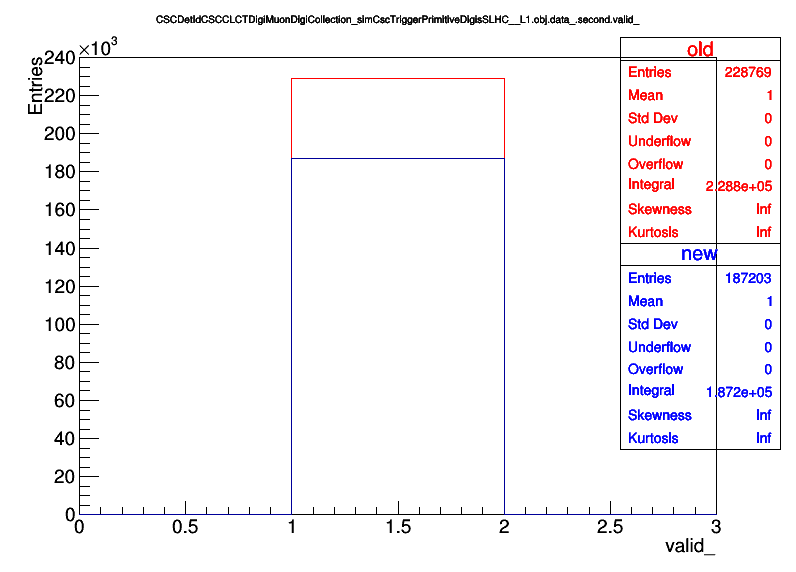 CSCDetIdCSCCLCTDigiMuonDigiCollection_simCscTriggerPrimitiveDigisSLHC__L1.obj.data_.second.valid_
×10³
Entries
240
220
200
180
160
140
120
100
80
60
40
20
0
0 0.5 1 1.5 2 2.5 3
valid_
old
Entries 228769
Mean 1
Std Dev 0
Underflow 0
Overflow 0
Integral 2.288e+05
Skewness Inf
Kurtosis Inf
new
Entries 187203
Mean 1
Std Dev 0
Underflow 0
Overflow 0
Integral 1.872e+05
Skewness Inf
Kurtosis Inf